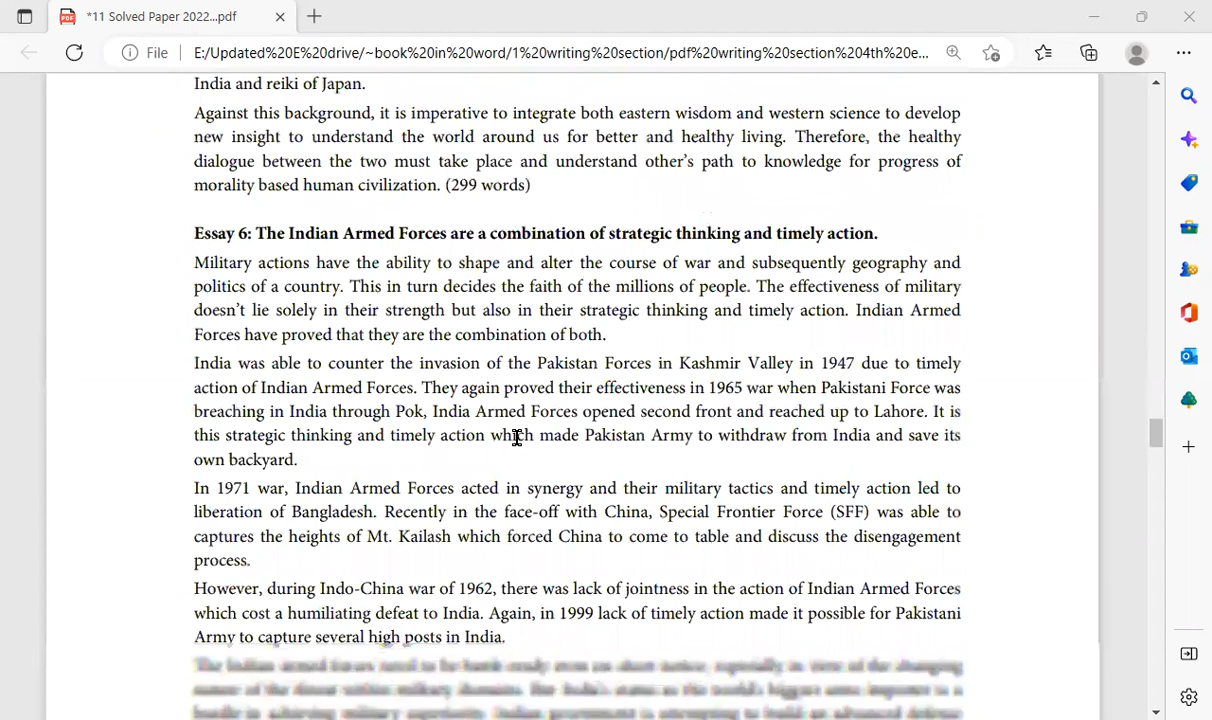 *11 Solved Paper 2022...pdf
File
E:/Updated%20E%20drive/~book%20in%20word/1%20writing%20section/pdf%20writing%20section%204th%20e...
India and reiki of Japan.
Against this background, it is imperative to integrate both eastern wisdom and western science to develop
new insight to understand the world around us for better and healthy living. Therefore, the healthy
dialogue between the two must take place and understand other's path to knowledge for progress of
morality based human civilization. (299 words)
Essay 6: The Indian Armed Forces are a combination of strategic thinking and timely action.
Military actions have the ability to shape and alter the course of war and subsequently geography and
politics of a country. This in turn decides the faith of the millions of people. The effectiveness of military
doesn't lie solely in their strength but also in their strategic thinking and timely action. Indian Armed
Forces have proved that they are the combination of both.
India was able to counter the invasion of the Pakistan Forces in Kashmir Valley in 1947 due to timely
action of Indian Armed Forces. They again proved their effectiveness in 1965 war when Pakistani Force was
breaching in India through Pok, India Armed Forces opened second front and reached up to Lahore. It is
this strategic thinking and timely action which made Pakistan Army to withdraw from India and save its
own backyard.
In 1971 war, Indian Armed Forces acted in synergy and their military tactics and timely action led to
liberation of Bangladesh. Recently in the face-off with China, Special Frontier Force (SFF) was able to
captures the heights of Mt. Kailash which forced China to come to table and discuss the disengagement
process.
However, during Indo-China war of 1962, there was lack of jointness in the action of Indian Armed Forces
which cost a humiliating defeat to India. Again, in 1999 lack of timely action made it possible for Pakistani
Army to capture several high posts in India.